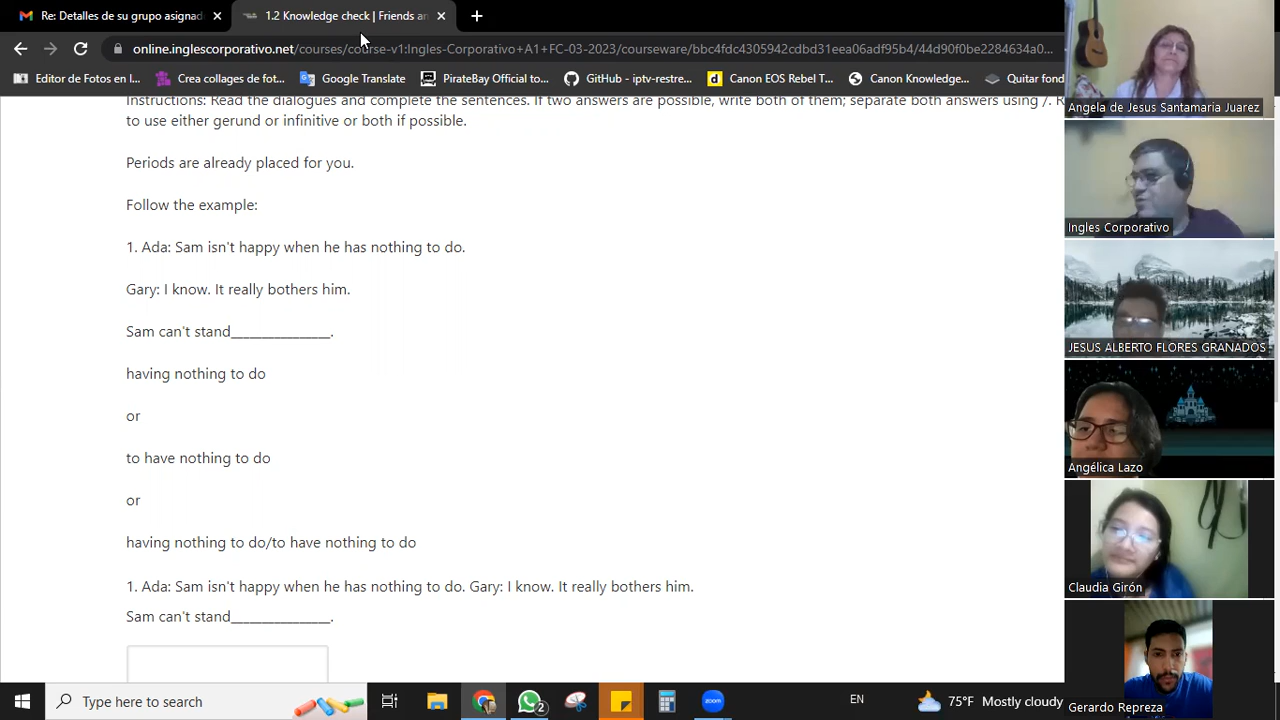 Re: Detalles de su grupo asignad
1.2 Knowledge check | Friends an
online.inglescorporativo.net/courses/course-v1:Ingles-Corporativo+A1+FC-03-2023/courseware/bbc4fdc4305942cdbd31eea06adf95b4/44d90f0be2284634a0...
Editor de Fotos en l...
Crea collages de fot...
Google Translate
PirateBay Official to...
GitHub - iptv-restre...
Canon EOS Rebel T...
Canon Knowledge...
Quitar fond
Instructions: Read the dialogues and complete the sentences. If two answers are possible, write both of them; separate both answers using /. R
to use either gerund or infinitive or both if possible.
Periods are already placed for you.
Follow the example:
1. Ada: Sam isn't happy when he has nothing to do.
Gary: I know. It really bothers him.
Sam can't stand______________.
having nothing to do
or
to have nothing to do
or
having nothing to do/to have nothing to do
1. Ada: Sam isn't happy when he has nothing to do. Gary: I know. It really bothers him.
Sam can't stand______________.
Angela de Jesus Santamaria Juarez
Ingles Corporativo
JESUS ALBERTO FLORES GRANADOS
Angélica Lazo
Claudia Girón
Gerardo Repreza
Type here to search
2
zoom
EN
75°F Mostly cloudy